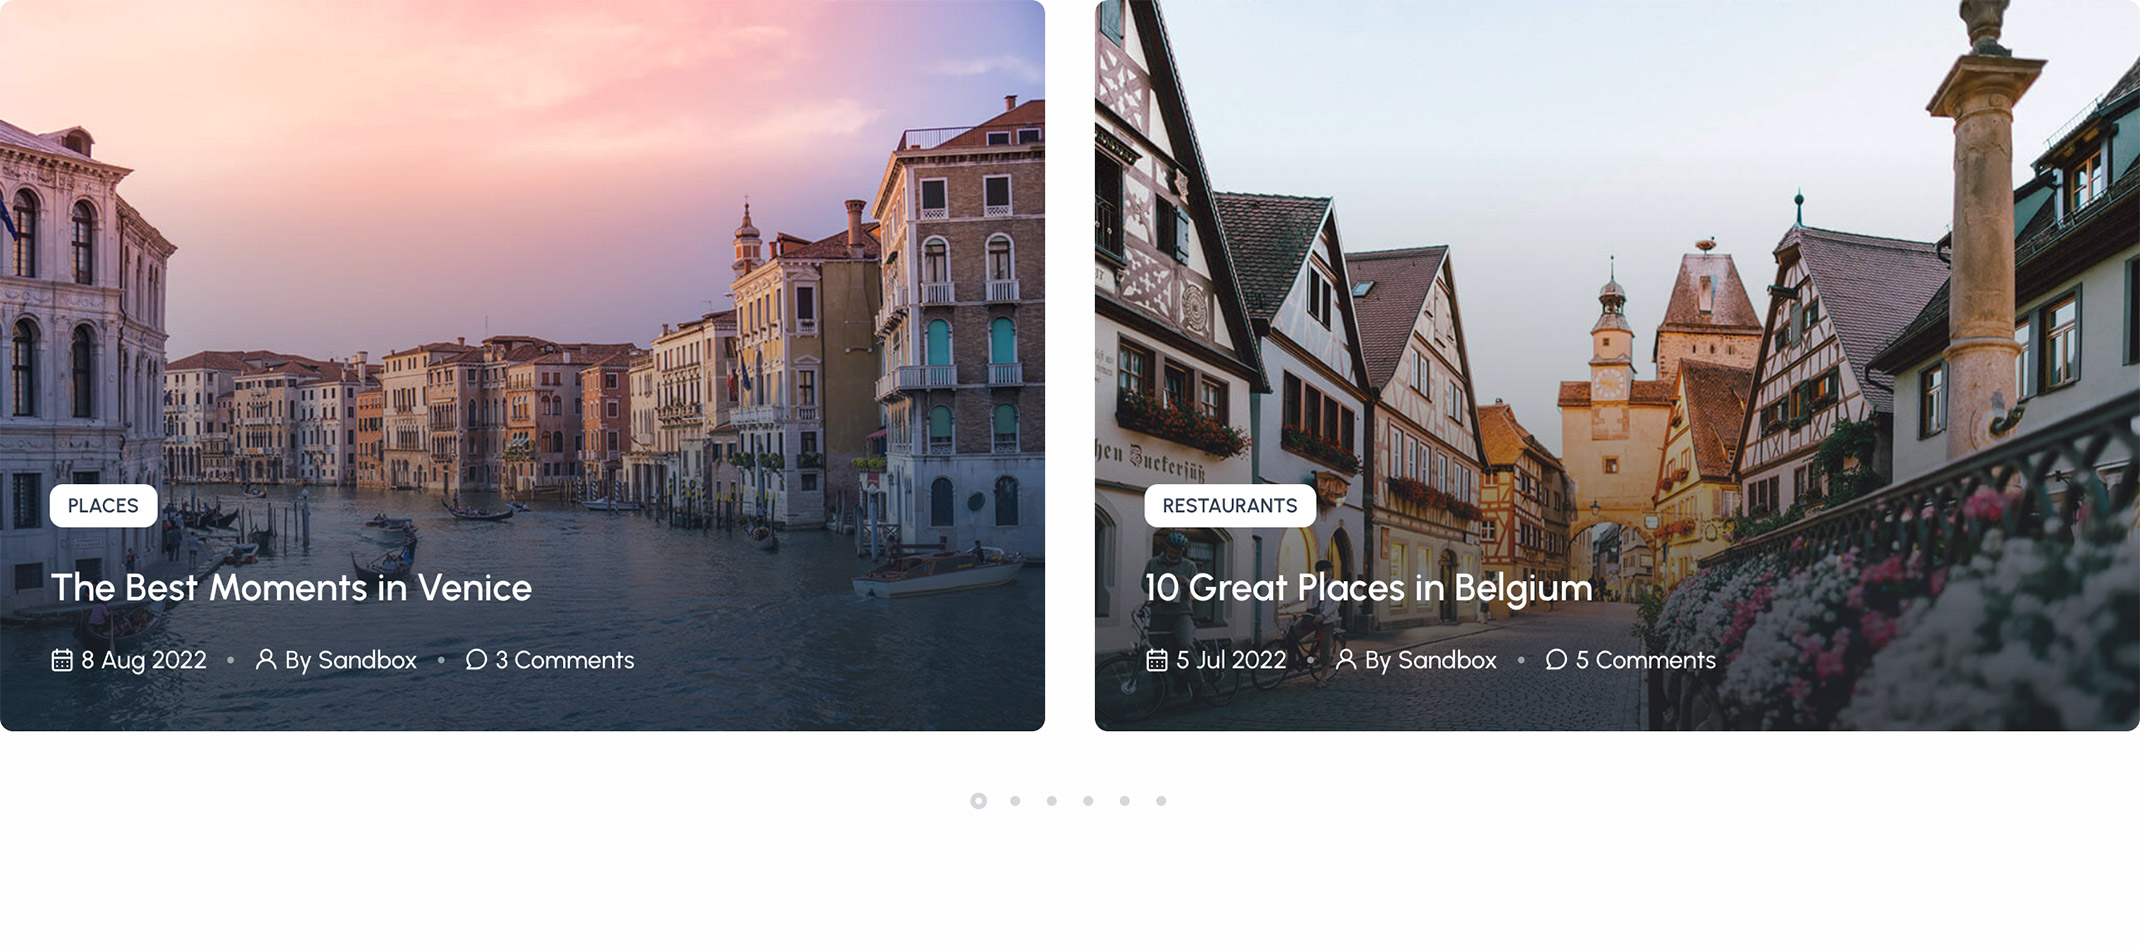 PLACES
The Best Moments in Venice
8 Aug 2022 • By Sandbox • 3 Comments
hen Zuckersüß
RESTAURANTS
10 Great Places in Belgium
5 Jul 2022 • By Sandbox • 5 Comments